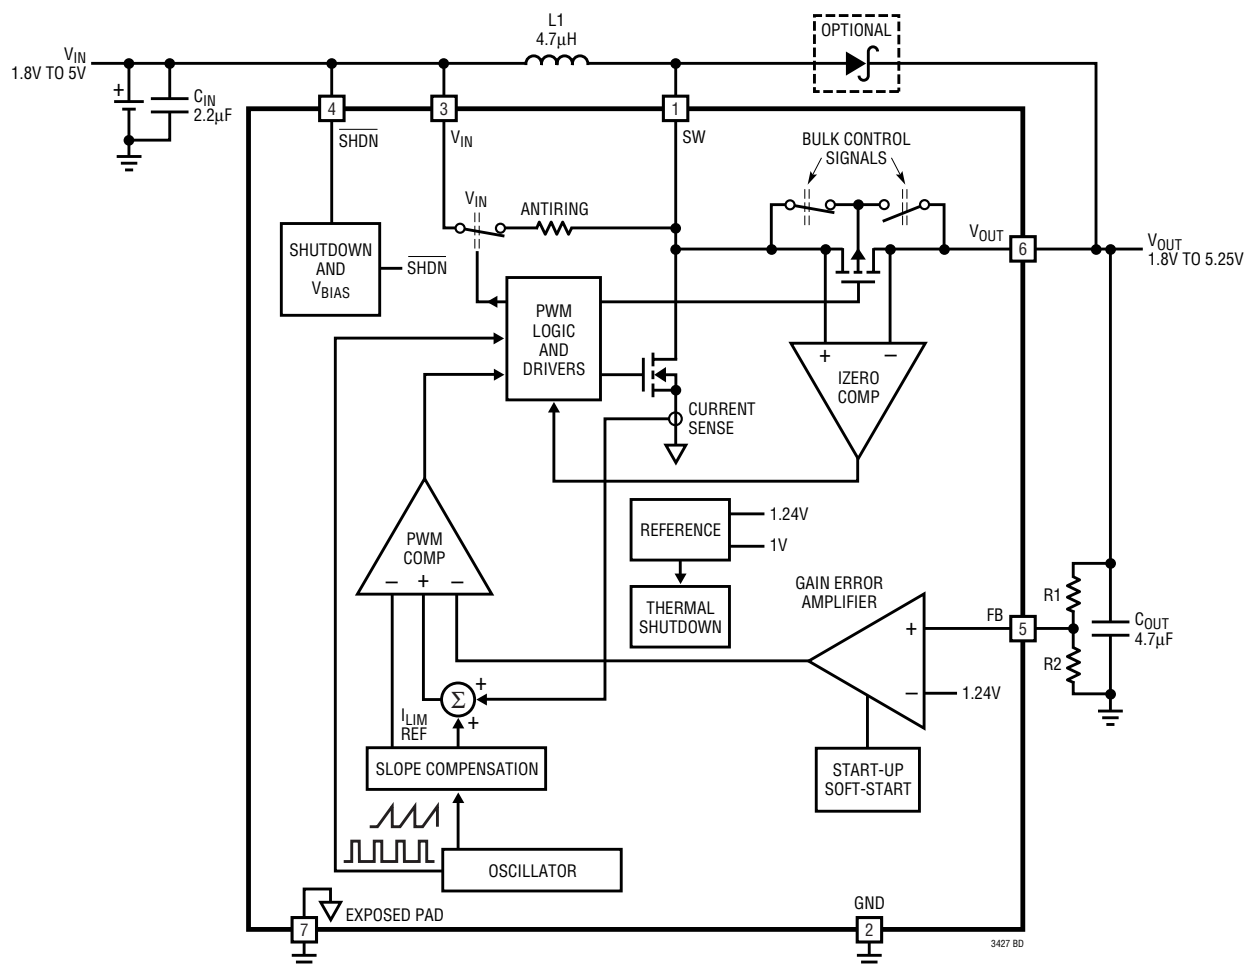 L1
4.7µH
OPTIONAL
VIN
1.8V TO 5V
+
CIN
2.2µF
4
3
1
SHDN
VIN
SW
BULK CONTROL
SIGNALS
VIN
ANTIRING
VOUT
6
VOUT
1.8V TO 5.25V
SHUTDOWN
AND
VBIAS
SHDN
PWM
LOGIC
AND
DRIVERS
+ –
IZERO
COMP
CURRENT
SENSE
REFERENCE
1.24V
1V
PWM
COMP
– + –
THERMAL
SHUTDOWN
GAIN ERROR
AMPLIFIER
FB
5
R1
R2
COUT
4.7µF
+
–
1.24V
Σ
+
+
ILIM
REF
SLOPE COMPENSATION
START-UP
SOFT-START
OSCILLATOR
EXPOSED PAD
7
GND
2
3427 BD